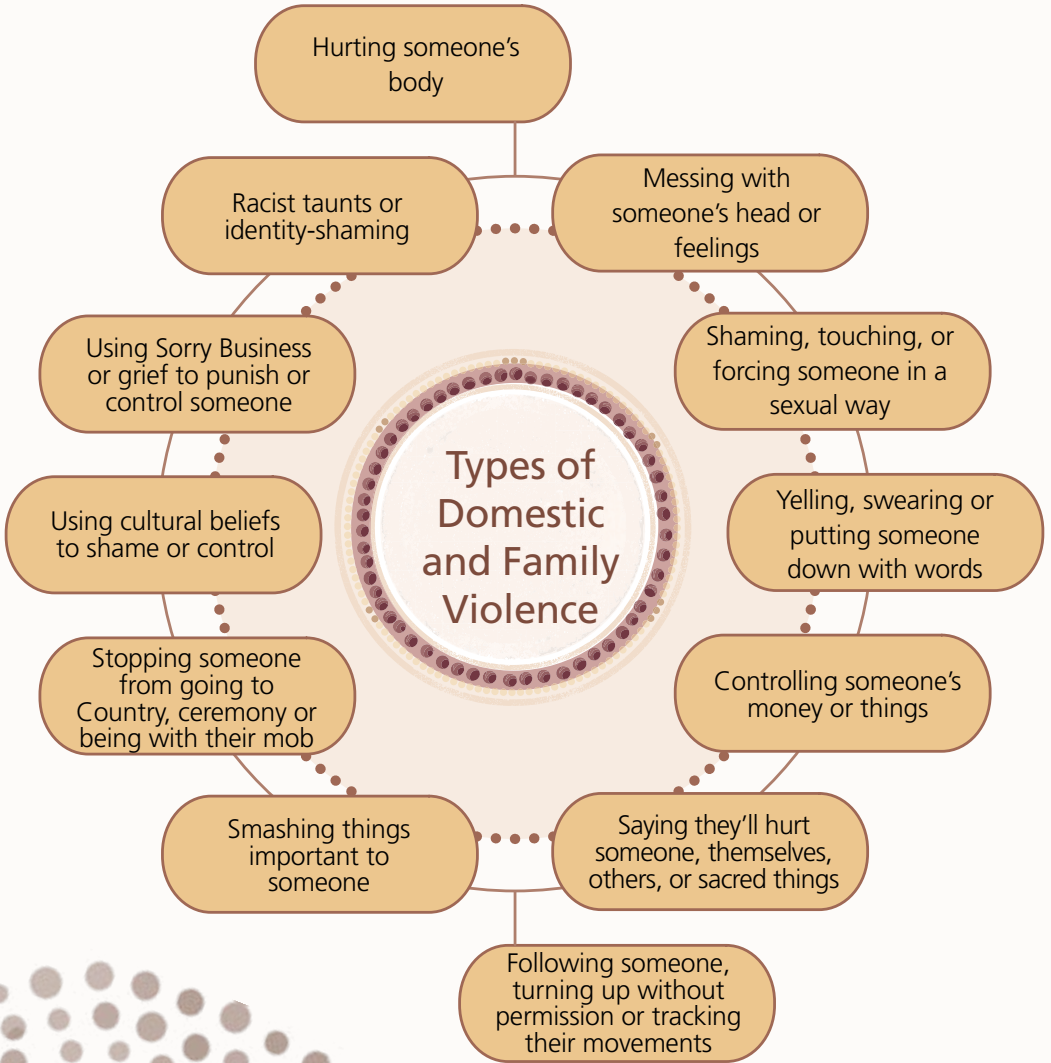 Hurting someone’s
body
Messing with
someone’s head or
feelings
Shaming, touching, or
forcing someone in a
sexual way
Yelling, swearing or
putting someone
down with words
Controlling someone’s
money or things
Saying they’ll hurt
someone, themselves,
others, or sacred things
Following someone,
turning up without
permission or tracking
their movements
Smashing things
important to
someone
Stopping someone
from going to
Country, ceremony or
being with their mob
Using cultural beliefs
to shame or control
Using Sorry Business
or grief to punish or
control someone
Racist taunts or
identity-shaming
Types of
Domestic
and Family
Violence